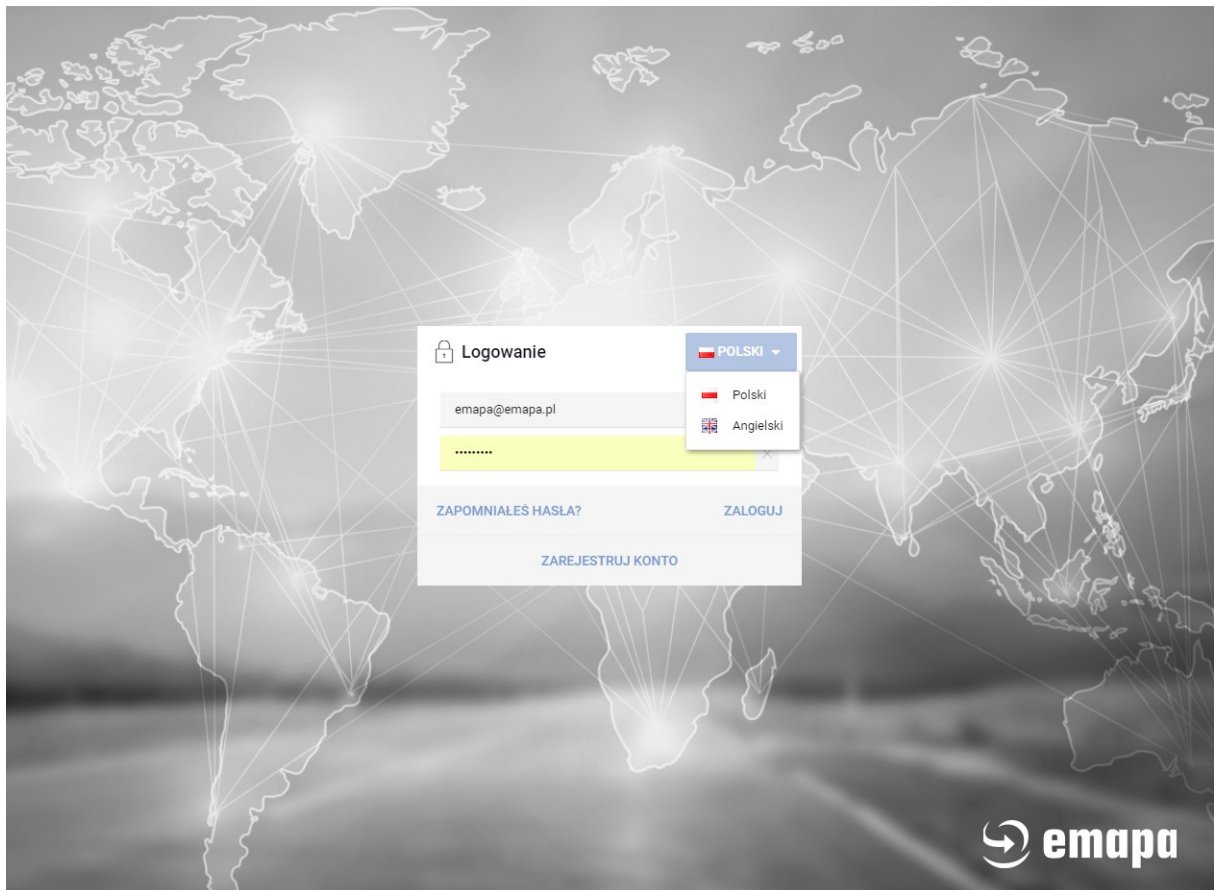 Logowanie
POLSKI
Polski
Angielski
emapa@emapa.pl
•••••••••
ZAPOMNIAŁEŚ HASŁA?
ZALOGUJ
ZAREJESTRUJ KONTO
emapa